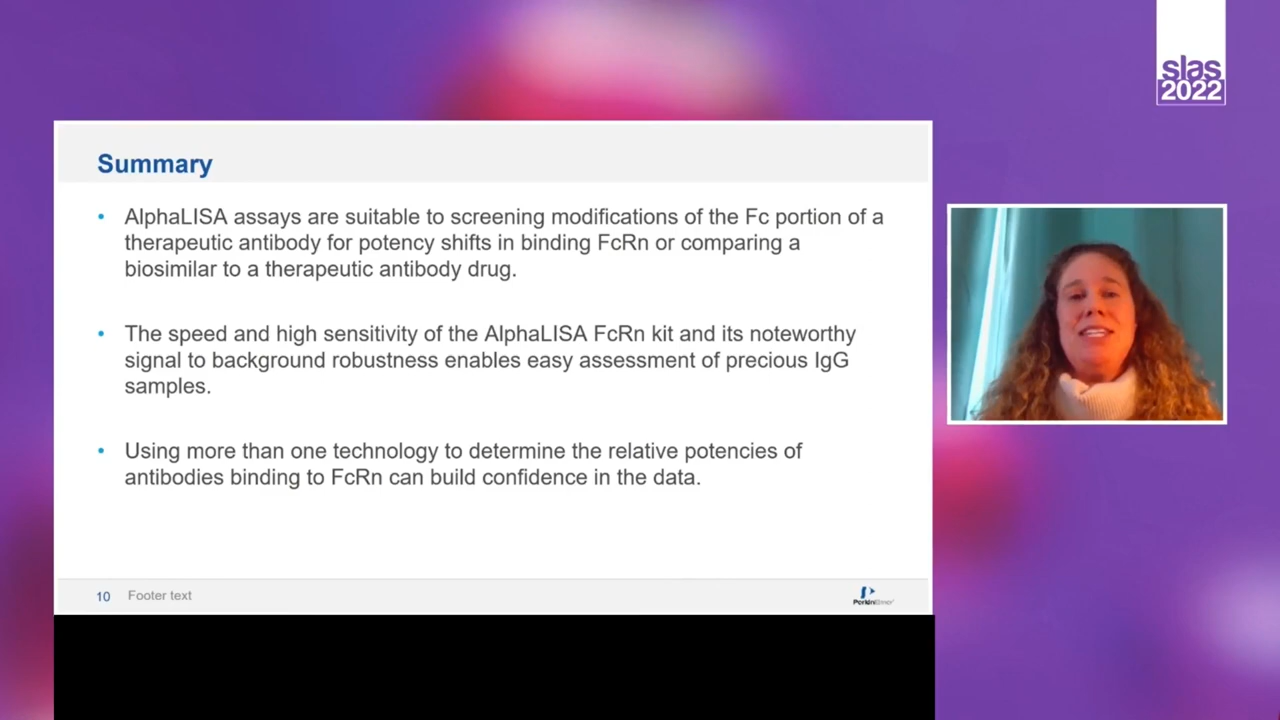 slas
2022
Summary
• AlphaLISA assays are suitable to screening modifications of the Fc portion of a
therapeutic antibody for potency shifts in binding FcRn or comparing a
biosimilar to a therapeutic antibody drug.
• The speed and high sensitivity of the AlphaLISA FcRn kit and its noteworthy
signal to background robustness enables easy assessment of precious IgG
samples.
• Using more than one technology to determine the relative potencies of
antibodies binding to FcRn can build confidence in the data.
10 Footer text
PerkinElmer